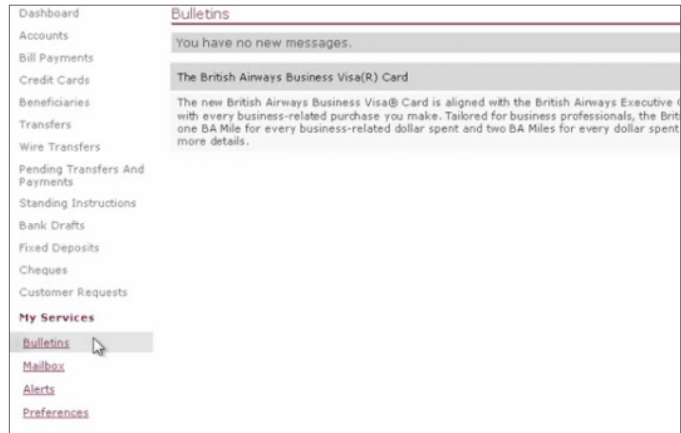 Dashboard
Accounts
Bill Payments
Credit Cards
Beneficiaries
Transfers
Wire Transfers
Pending Transfers And
Payments
Standing Instructions
Bank Drafts
Fixed Deposits
Cheques
Customer Requests
My Services
Bulletins
Mailbox
Alerts
Preferences
Bulletins
You have no new messages.
The British Airways Business Visa(R) Card
The new British Airways Business Visa® Card is aligned with the British Airways Executive
with every business-related purchase you make. Tailored for business professionals, the
one BA Mile for every business-related dollar spent and two BA Miles for every dollar spent
more details.